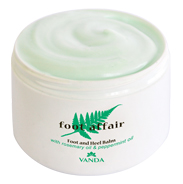 foot affair
Foot and Heel Balm
with rosemary oil & peppermint oil
VANDA